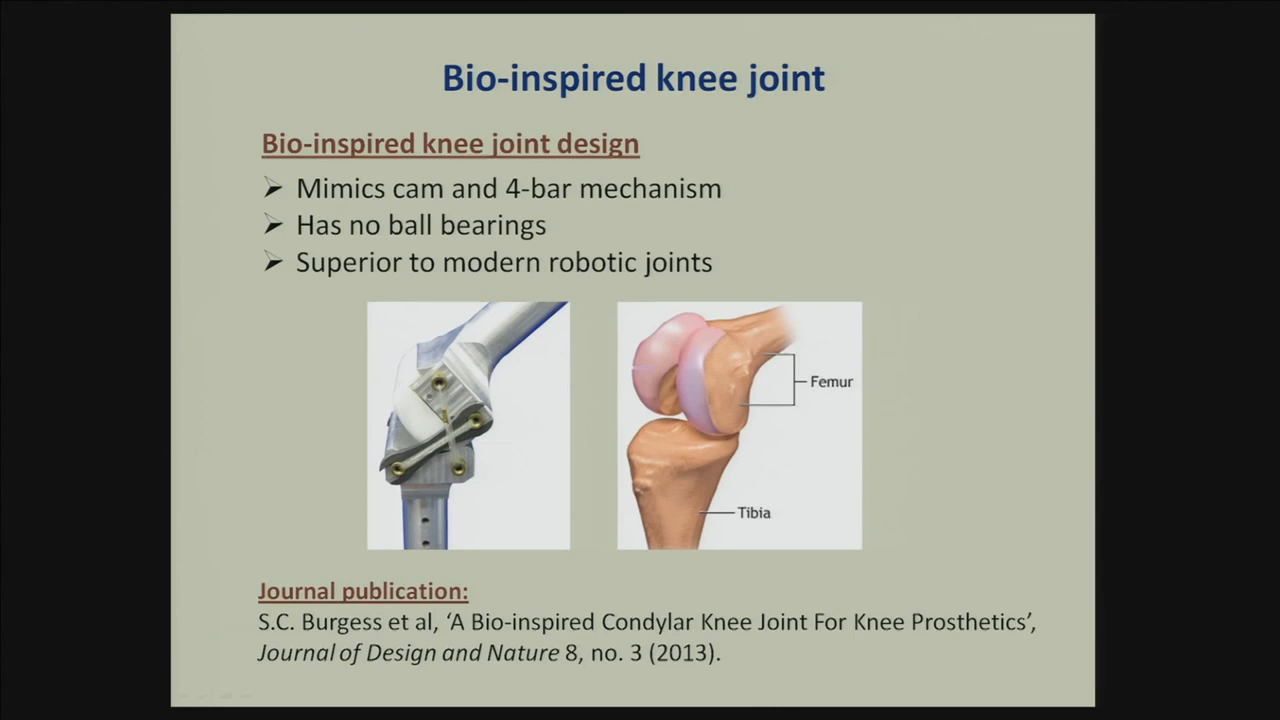 Bio-inspired knee joint
Bio-inspired knee joint design
➢ Mimics cam and 4-bar mechanism
➢ Has no ball bearings
➢ Superior to modern robotic joints
Femur
Tibia
Journal publication:
S.C. Burgess et al, ‘A Bio-inspired Condylar Knee Joint For Knee Prosthetics’,
Journal of Design and Nature 8, no. 3 (2013).